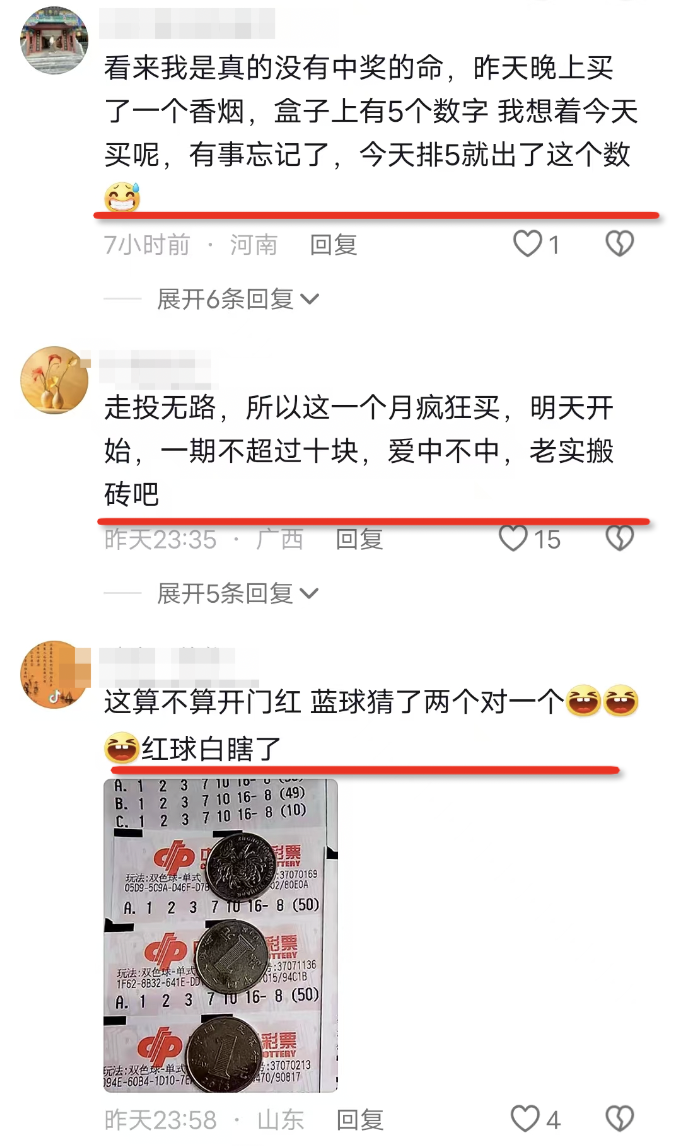 看来我是真的没有中奖的命，昨天晚上买
了一个香烟，盒子上有5个数字 我想着今天
买呢，有事忘记了，今天排5就出了这个数
7小时前 · 河南 回复 1
展开6条回复
走投无路，所以这一个月疯狂买，明天开
始，一期不超过十块，爱中不中，老实搬
砖吧
昨天23:35 · 广西 回复 15
展开5条回复
这算不算开门红 蓝球猜了两个对一个
红球白瞎了
A. 1 2 3 7 10 16- 8
B. 1 2 3 7 10 16- 8 (49)
C. 1 2 3 7 10 16- 8 (10)
彩票
玩法:双色球-单式 :37070169
05D9-5C9A-D46F-D7 02/80E0A
A. 1 2 3 7 10 16- 8 (50)
彩票
玩法:双色球-单式 :37071136
1F62-8B32-641E-DD 015/94C1B
A. 1 2 3 7 10 16- 8 (50)
彩票
玩法:双色球-单式 :37070213
94E-60B4-1D10-7E 470/90817
昨天23:58 · 山东 回复 4